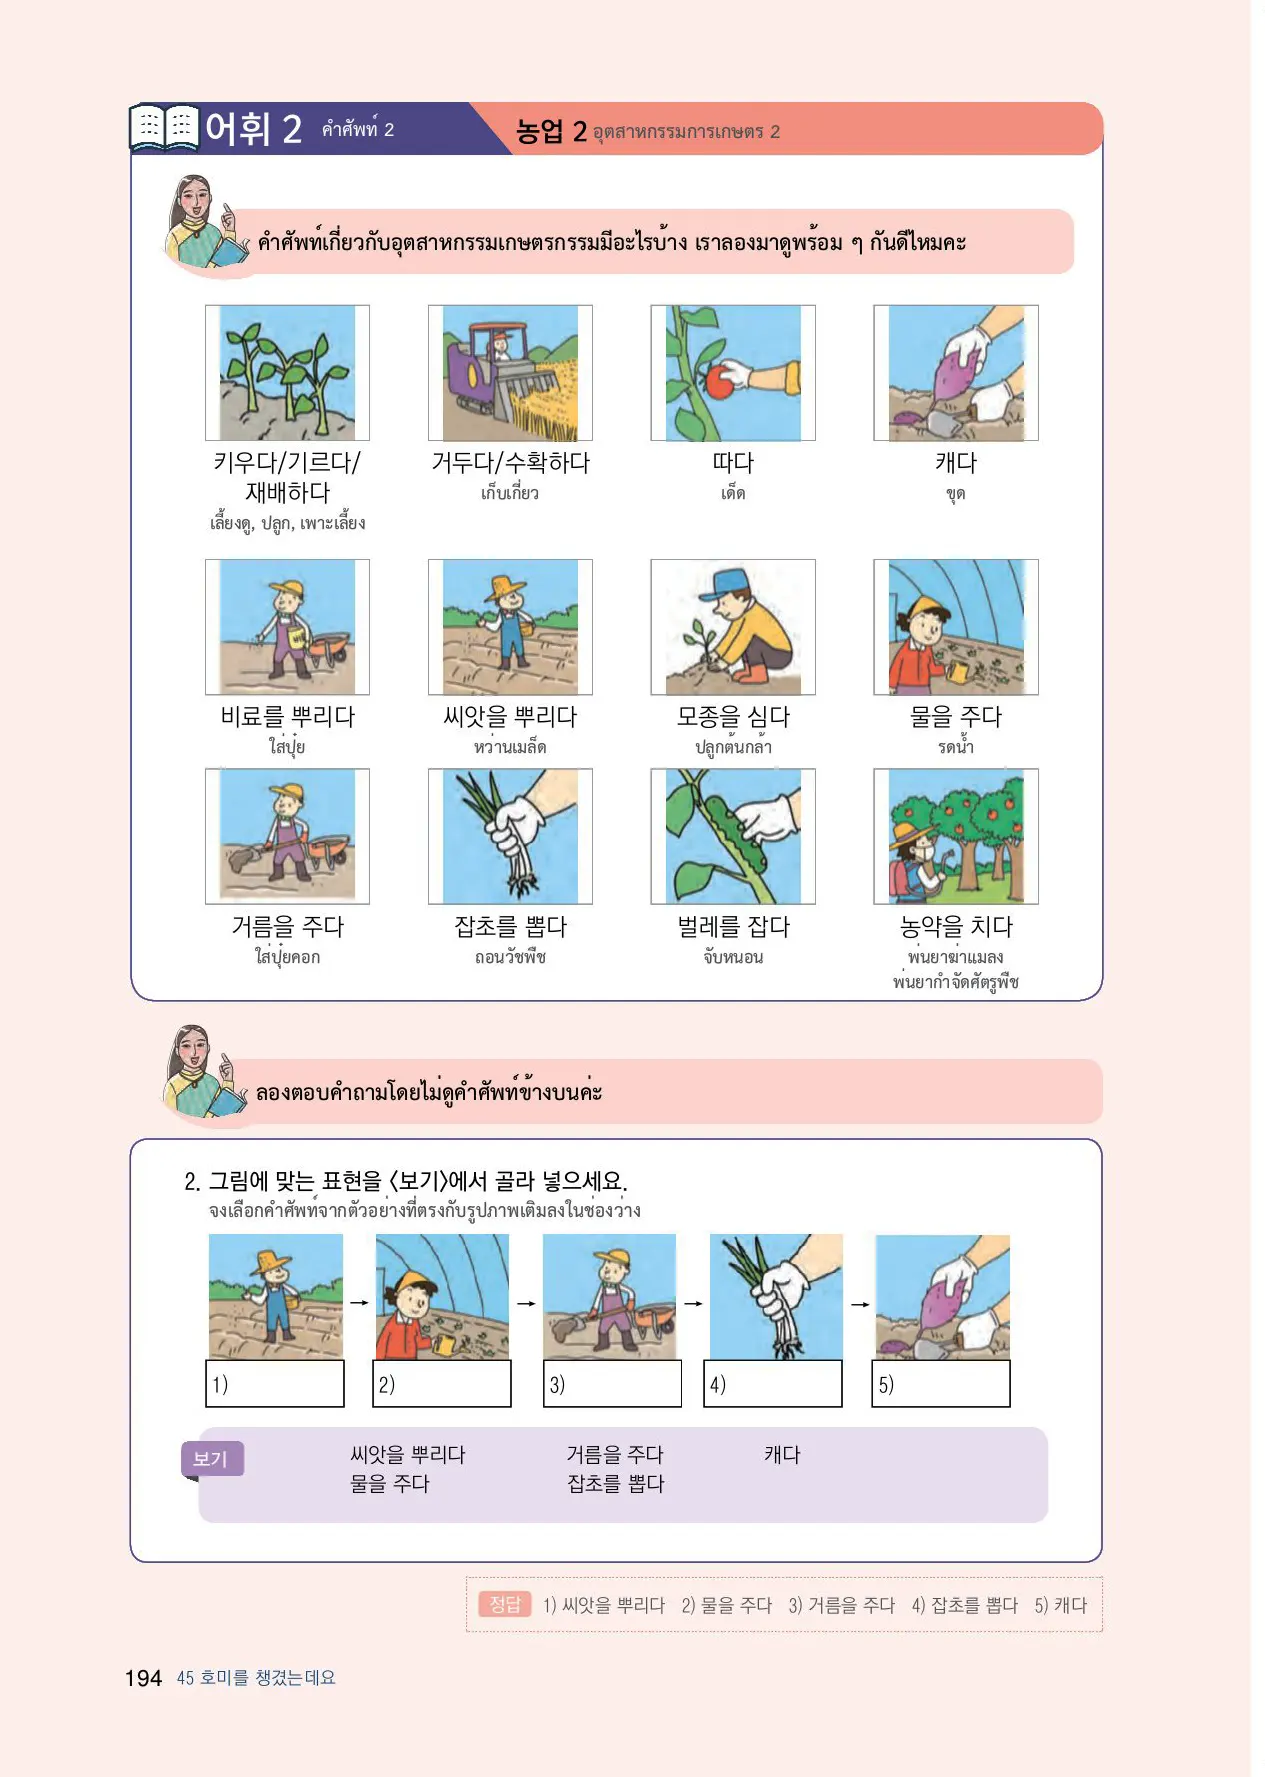 어휘 2 คำศัพท์ 2 농업 2 อุตสาหกรรมการเกษตร 2
คำศัพท์เกี่ยวกับอุตสาหกรรมเกษตรกรรมมีอะไรบ้าง เราลองมาดูพร้อม ๆ กันดีไหมคะ
키우다/기르다/
재배하다
เลี้ยงดู, ปลูก, เพาะเลี้ยง
거두다/수확하다
เก็บเกี่ยว
따다
เด็ด
캐다
ขุด
비료를 뿌리다
ใส่ปุ๋ย
씨앗을 뿌리다
หว่านเมล็ด
모종을 심다
ปลูกต้นกล้า
물을 주다
รดน้ำ
거름을 주다
ใส่ปุ๋ยคอก
잡초를 뽑다
ถอนวัชพืช
벌레를 잡다
จับหนอน
농약을 치다
พ่นยาฆ่าแมลง
พ่นยากำจัดศัตรูพืช
ลองตอบคำถามโดยไม่ดูคำศัพท์ข้างบนค่ะ
2. 그림에 맞는 표현을 〈보기〉에서 골라 넣으세요.
จงเลือกคำศัพท์จากตัวอย่างที่ตรงกับรูปภาพเติมลงในช่องว่าง
1) 2) 3) 4) 5)
보기
씨앗을 뿌리다 거름을 주다 캐다
물을 주다 잡초를 뽑다
정답 1) 씨앗을 뿌리다 2) 물을 주다 3) 거름을 주다 4) 잡초를 뽑다 5) 캐다
194 45 호미를 챙겼는데요